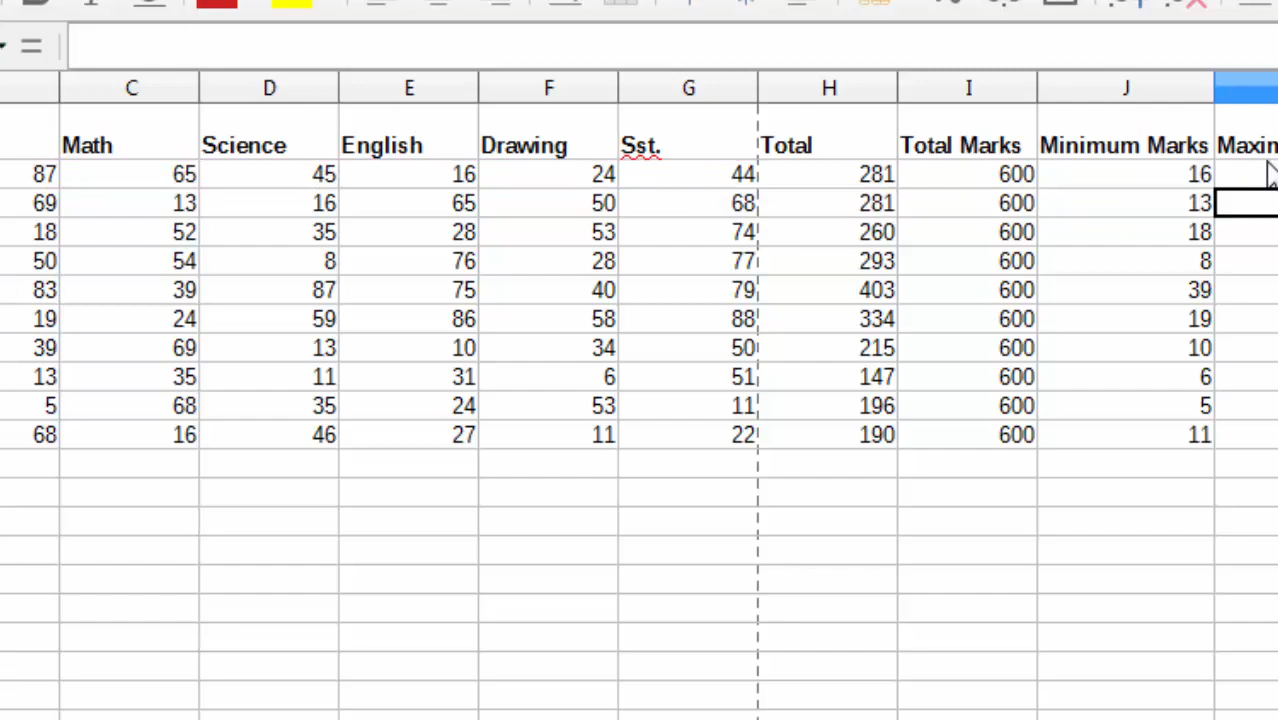 C D E F G H I J
Math Science English Drawing Sst. Total Total Marks Minimum Marks
87 65 45 16 24 44 281 600 16
69 13 16 65 50 68 281 600 13
18 52 35 28 53 74 260 600 18
50 54 8 76 28 77 293 600 8
83 39 87 75 40 79 403 600 39
19 24 59 86 58 88 334 600 19
39 69 13 10 34 50 215 600 10
13 35 11 31 6 51 147 600 6
5 68 35 24 53 11 196 600 5
68 16 46 27 11 22 190 600 11